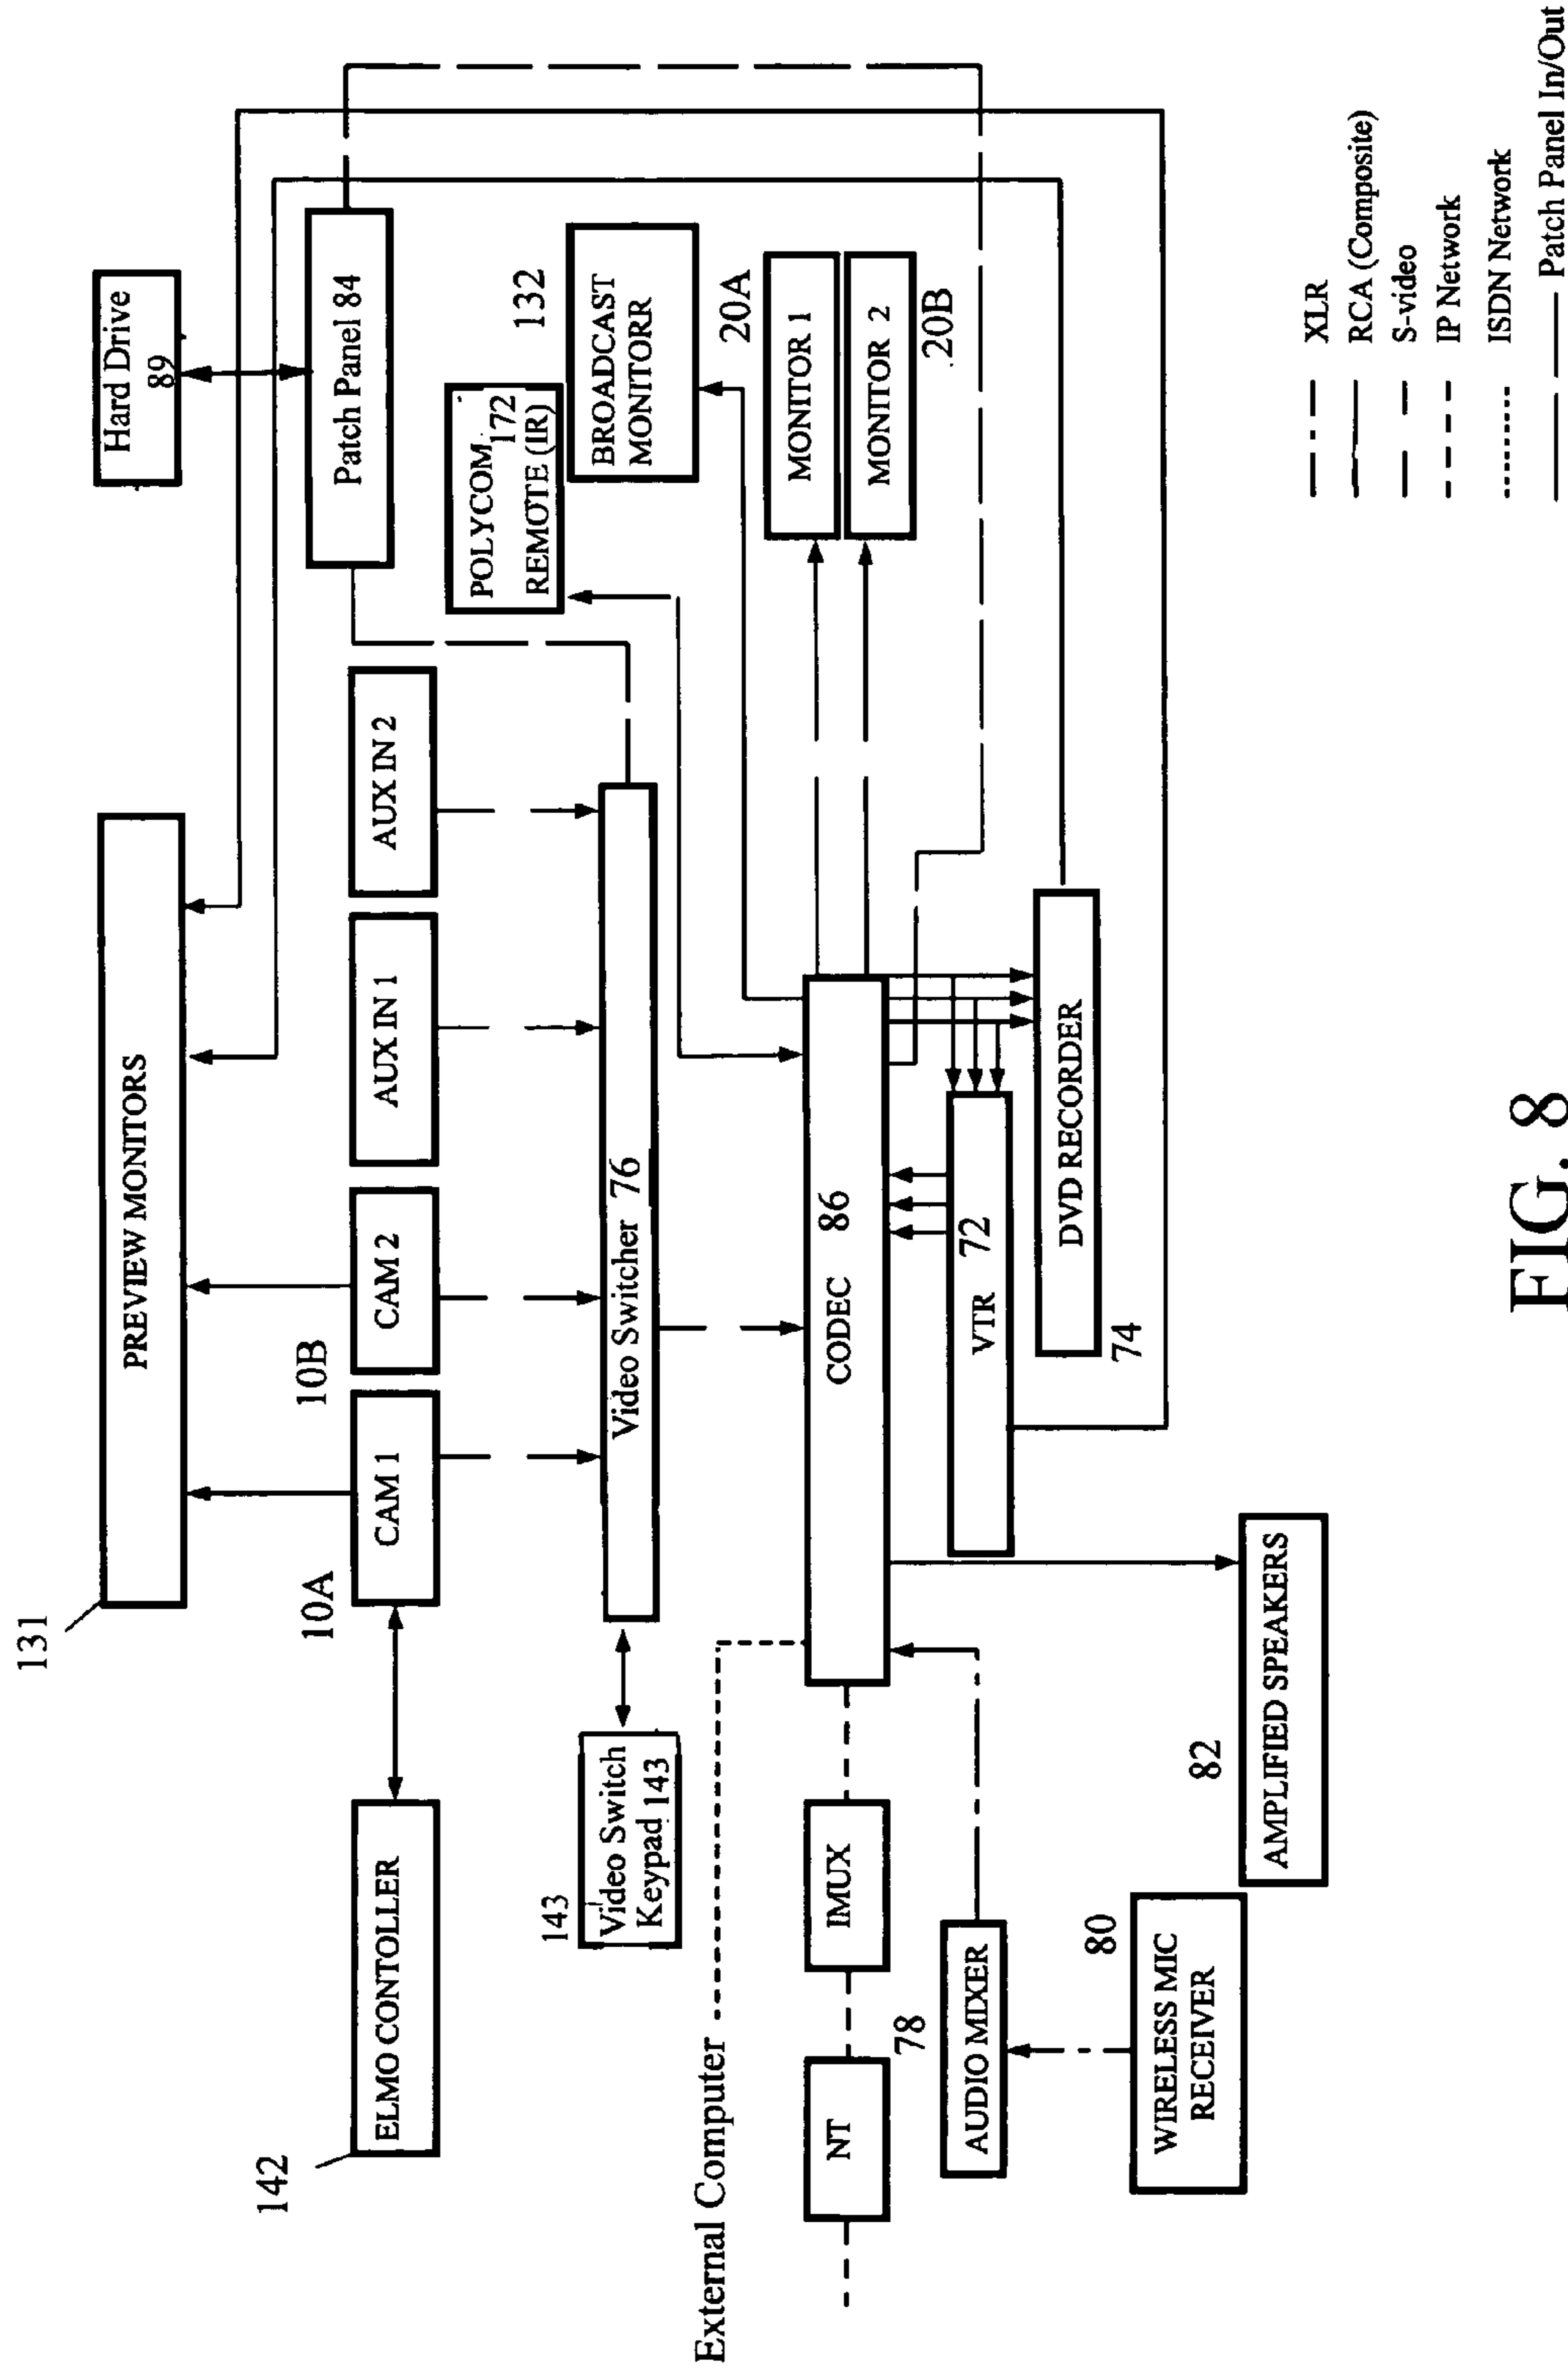 131
PREVIEW MONITORS
Hard Drive
89
142
ELMO CONTOLLER
10A
CAM 1
10B
CAM 2
AUX IN 1
AUX IN 2
Patch Panel 84
143
Video Switch
Keypad 143
Video Switcher 76
POLYCOM
172
REMOTE (IR)
132
BROADCAST
MONITORR
External Computer
NT
IMUX
CODEC 86
20A
MONITOR 1
MONITOR 2
20B
78
AUDIO MIXER
VTR 72
DVD RECORDER
74
80
WIRELESS MIC
RECEIVER
82
AMPLIFIED SPEAKERS
XLR
RCA (Composite)
S-video
IP Network
ISDN Network
Patch Panel In/Out
FIG. 8